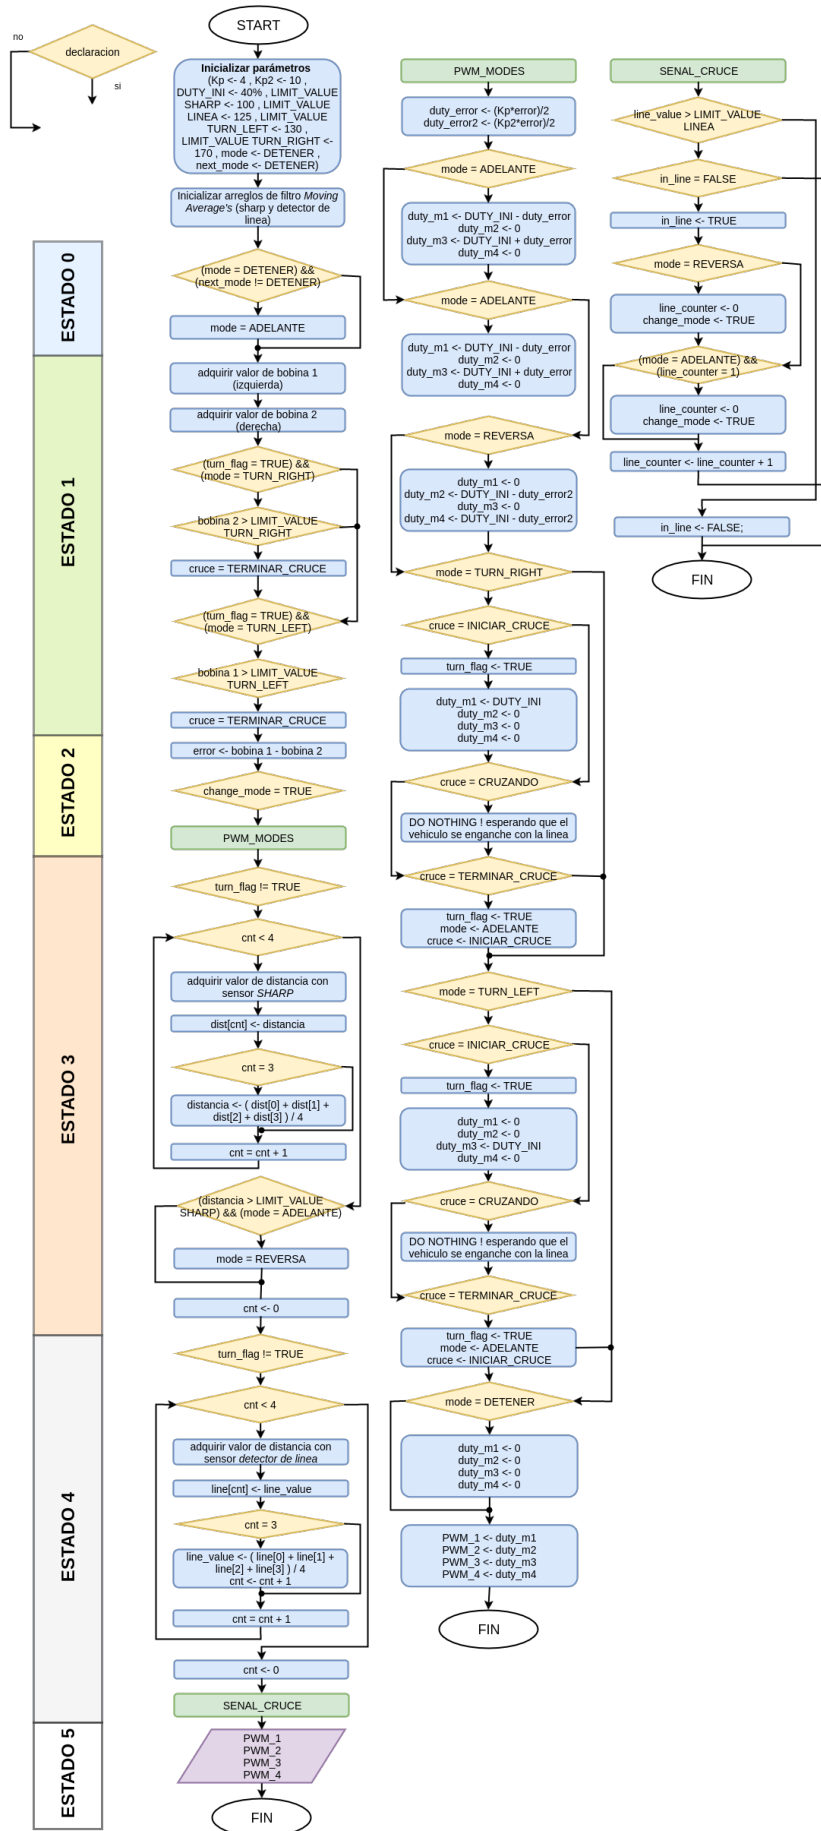 no
declaracion
si
START
Inicializar parámetros
(Kp <- 4 , Kp2 <- 10 ,
DUTY_INI <- 40% , LIMIT_VALUE
SHARP <- 100 , LIMIT_VALUE
LINEA <- 125 , LIMIT_VALUE
TURN_LEFT <- 130 ,
LIMIT_VALUE TURN_RIGHT <-
170 , mode <- DETENER ,
next_mode <- DETENER)
Inicializar arreglos de filtro Moving
Average's (sharp y detector de
linea)
ESTADO 0
(mode = DETENER) &&
(next_mode != DETENER)
mode = ADELANTE
ESTADO 1
adquirir valor de bobina 1
(izquierda)
adquirir valor de bobina 2
(derecha)
(turn_flag = TRUE) &&
(mode = TURN_RIGHT)
bobina 2 > LIMIT_VALUE
TURN_RIGHT
cruce = TERMINAR_CRUCE
(turn_flag = TRUE) &&
(mode = TURN_LEFT)
bobina 1 > LIMIT_VALUE
TURN_LEFT
cruce = TERMINAR_CRUCE
ESTADO 2
error <- bobina 1 - bobina 2
change_mode = TRUE
PWM_MODES
ESTADO 3
turn_flag != TRUE
cnt < 4
adquirir valor de distancia con
sensor SHARP
dist[cnt] <- distancia
cnt = 3
distancia <- ( dist[0] + dist[1] +
dist[2] + dist[3] ) / 4
cnt = cnt + 1
(distancia > LIMIT_VALUE
SHARP) && (mode = ADELANTE)
mode = REVERSA
cnt <- 0
ESTADO 4
turn_flag != TRUE
cnt < 4
adquirir valor de distancia con
sensor detector de linea
line[cnt] <- line_value
cnt = 3
line_value <- ( line[0] + line[1] +
line[2] + line[3] ) / 4
cnt <- cnt + 1
cnt = cnt + 1
cnt <- 0
SENAL_CRUCE
ESTADO 5
PWM_1
PWM_2
PWM_3
PWM_4
FIN
PWM_MODES
duty_error <- (Kp*error)/2
duty_error2 <- (Kp2*error)/2
mode = ADELANTE
duty_m1 <- DUTY_INI - duty_error
duty_m2 <- 0
duty_m3 <- DUTY_INI + duty_error
duty_m4 <- 0
mode = ADELANTE
duty_m1 <- DUTY_INI - duty_error
duty_m2 <- 0
duty_m3 <- DUTY_INI + duty_error
duty_m4 <- 0
mode = REVERSA
duty_m1 <- 0
duty_m2 <- DUTY_INI - duty_error2
duty_m3 <- 0
duty_m4 <- DUTY_INI - duty_error2
mode = TURN_RIGHT
cruce = INICIAR_CRUCE
turn_flag <- TRUE
duty_m1 <- DUTY_INI
duty_m2 <- 0
duty_m3 <- 0
duty_m4 <- 0
cruce = CRUZANDO
DO NOTHING ! esperando que el
vehiculo se enganche con la linea
cruce = TERMINAR_CRUCE
turn_flag <- TRUE
mode <- ADELANTE
cruce <- INICIAR_CRUCE
mode = TURN_LEFT
cruce = INICIAR_CRUCE
turn_flag <- TRUE
duty_m1 <- 0
duty_m2 <- 0
duty_m3 <- DUTY_INI
duty_m4 <- 0
cruce = CRUZANDO
DO NOTHING ! esperando que el
vehiculo se enganche con la linea
cruce = TERMINAR_CRUCE
turn_flag <- TRUE
mode <- ADELANTE
cruce <- INICIAR_CRUCE
mode = DETENER
duty_m1 <- 0
duty_m2 <- 0
duty_m3 <- 0
duty_m4 <- 0
PWM_1 <- duty_m1
PWM_2 <- duty_m2
PWM_3 <- duty_m3
PWM_4 <- duty_m4
FIN
SENAL_CRUCE
line_value > LIMIT_VALUE
LINEA
in_line = FALSE
in_line <- TRUE
mode = REVERSA
line_counter <- 0
change_mode <- TRUE
(mode = ADELANTE) &&
(line_counter = 1)
line_counter <- 0
change_mode <- TRUE
line_counter <- line_counter + 1
in_line <- FALSE;
FIN